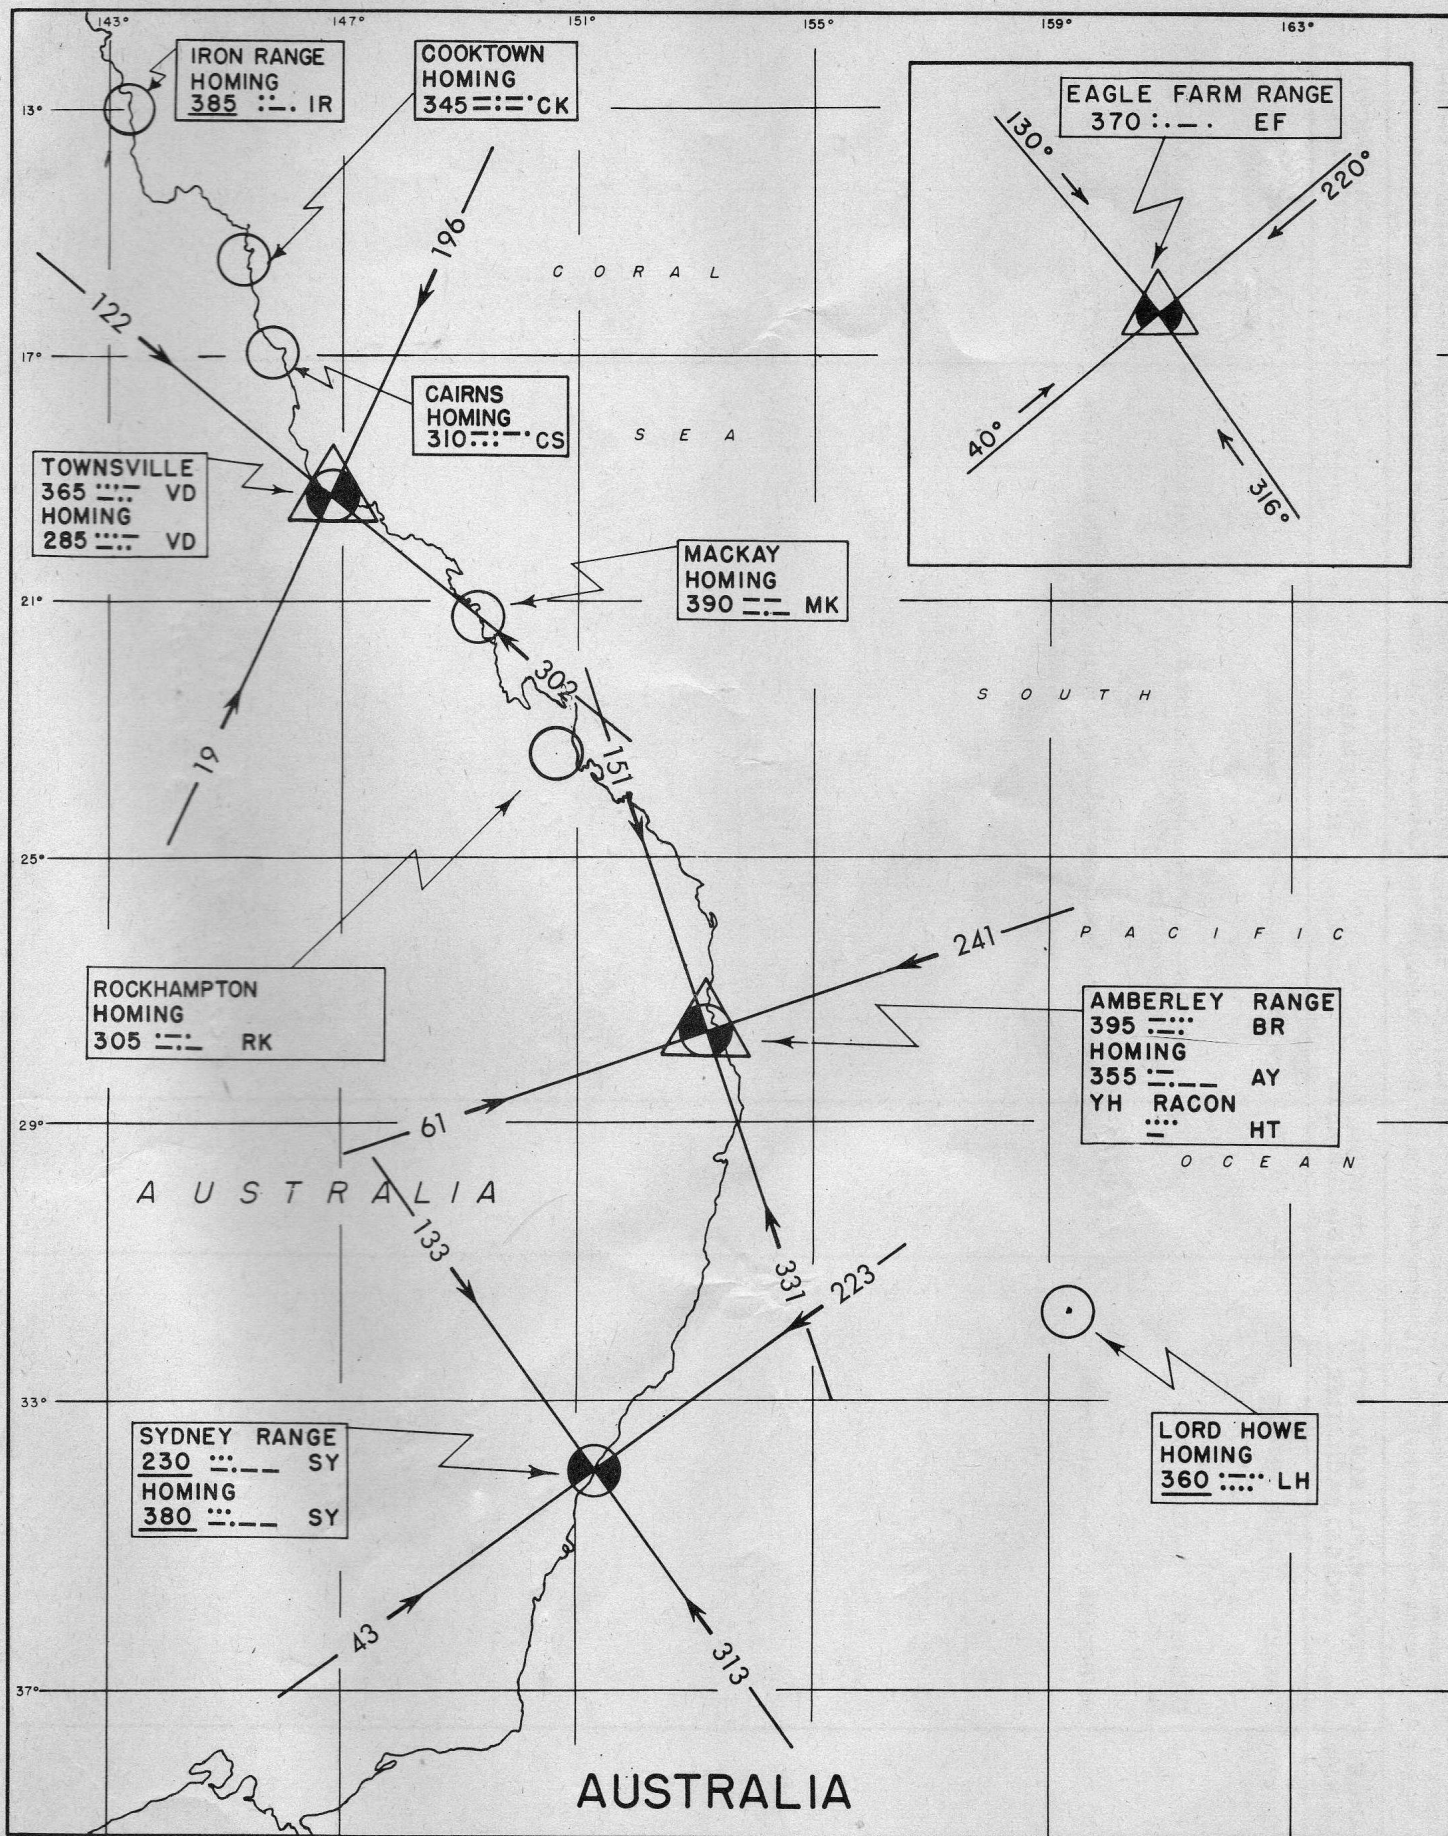 143°
147°
151°
155°
159°
163°
IRON RANGE
HOMING
385 IR
COOKTOWN
HOMING
345 CK
EAGLE FARM RANGE
370 EF
13°
130°
220°
196
C O R A L
122
17°
CAIRNS
HOMING
310 CS
S E A
40°
316°
TOWNSVILLE
365 VD
HOMING
285 VD
MACKAY
HOMING
390 MK
21°
302
S O U T H
19
151
25°
241
P A C I F I C
ROCKHAMPTON
HOMING
305 RK
AMBERLEY RANGE
395 BR
HOMING
355 AY
YH RACON
HT
29°
61
O C E A N
A U S T R A L I A
133
331
223
33°
SYDNEY RANGE
230 SY
HOMING
380 SY
LORD HOWE
HOMING
360 LH
43
313
37°
AUSTRALIA